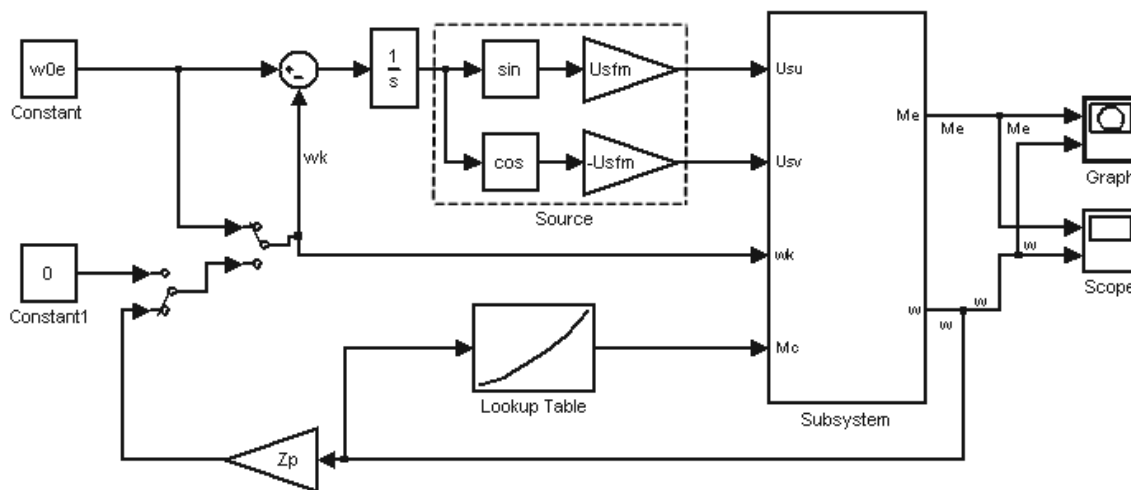 w0e
Constant
+
-
1
s
sin
Usfm
cos
-Usfm
Source
wk
0
Constant1
Usu
Usv
wk
Mc
Me
w
Subsystem
Me
Me
w
w
w
Graph
Scope
Lookup Table
Zp